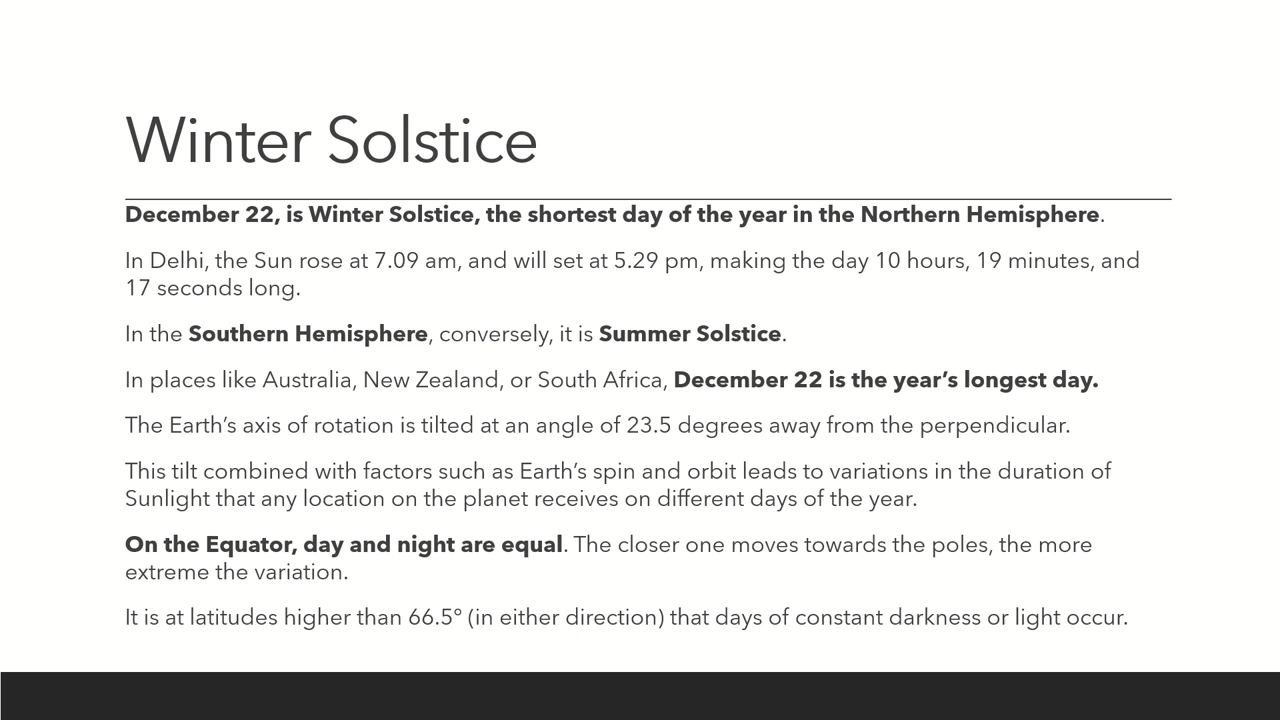 Winter Solstice
December 22, is Winter Solstice, the shortest day of the year in the Northern Hemisphere.
In Delhi, the Sun rose at 7.09 am, and will set at 5.29 pm, making the day 10 hours, 19 minutes, and
17 seconds long.
In the Southern Hemisphere, conversely, it is Summer Solstice.
In places like Australia, New Zealand, or South Africa, December 22 is the year’s longest day.
The Earth’s axis of rotation is tilted at an angle of 23.5 degrees away from the perpendicular.
This tilt combined with factors such as Earth’s spin and orbit leads to variations in the duration of
Sunlight that any location on the planet receives on different days of the year.
On the Equator, day and night are equal. The closer one moves towards the poles, the more
extreme the variation.
It is at latitudes higher than 66.5° (in either direction) that days of constant darkness or light occur.